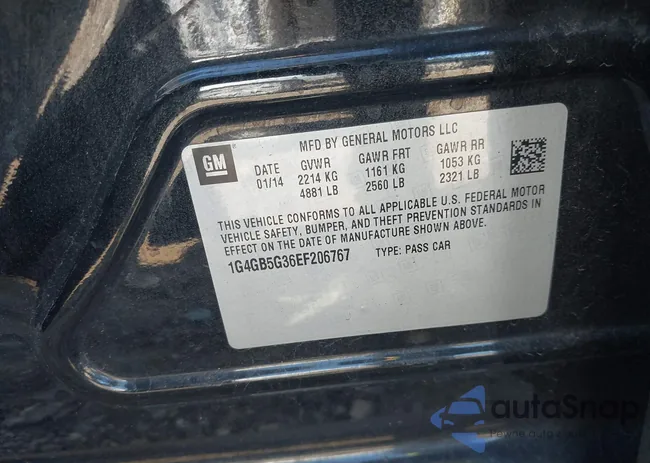 MFD BY GENERAL MOTORS LLC
GM
DATE GVWR GAWR FRT GAWR RR
01/14 2214 KG 1161 KG 1053 KG
4881 LB 2560 LB 2321 LB
THIS VEHICLE CONFORMS TO ALL APPLICABLE U.S. FEDERAL MOTOR
VEHICLE SAFETY, BUMPER, AND THEFT PREVENTION STANDARDS IN
EFFECT ON THE DATE OF MANUFACTURE SHOWN ABOVE.
1G4GB5G36EF206767 TYPE: PASS CAR
autoSnap
Pewne auto z